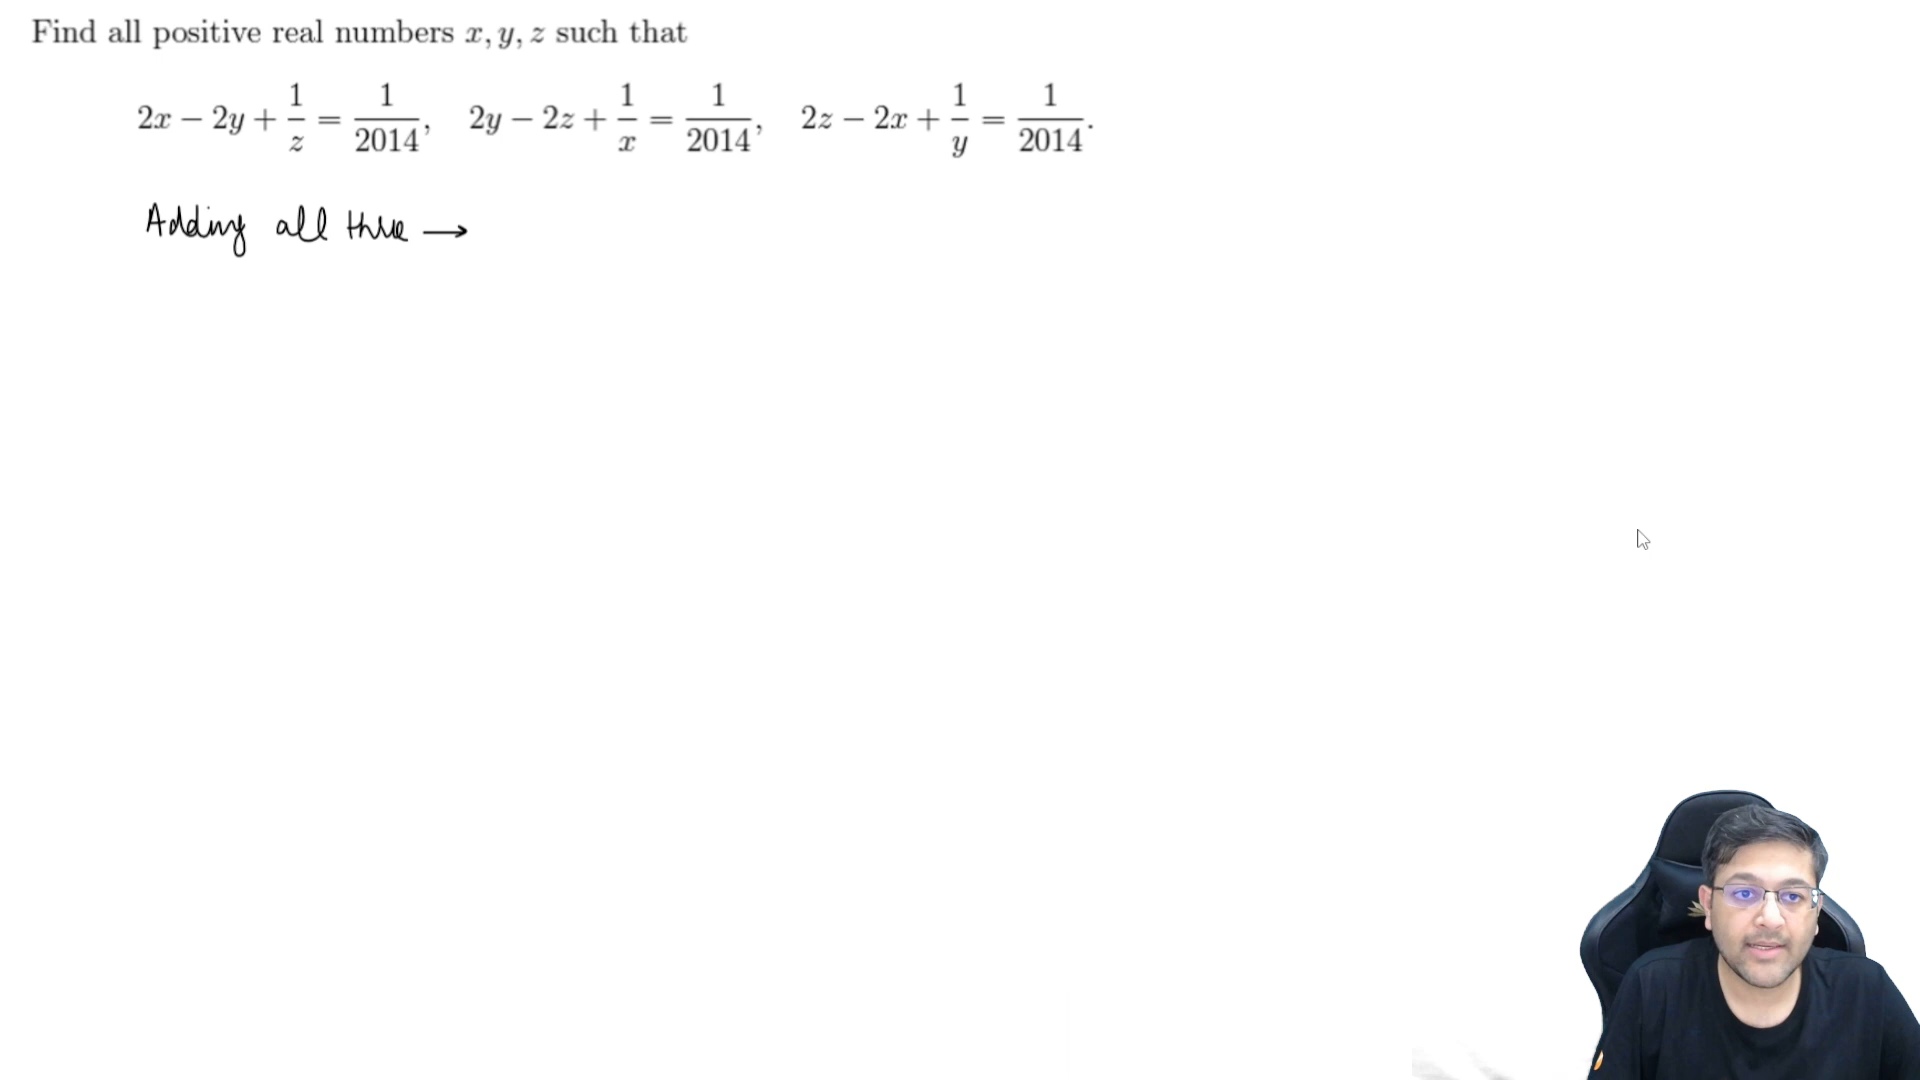 Find all positive real numbers x, y, z such that
2x − 2y + 1/z = 1/2014, 2y − 2z + 1/x = 1/2014, 2z − 2x + 1/y = 1/2014.
Adding all three →